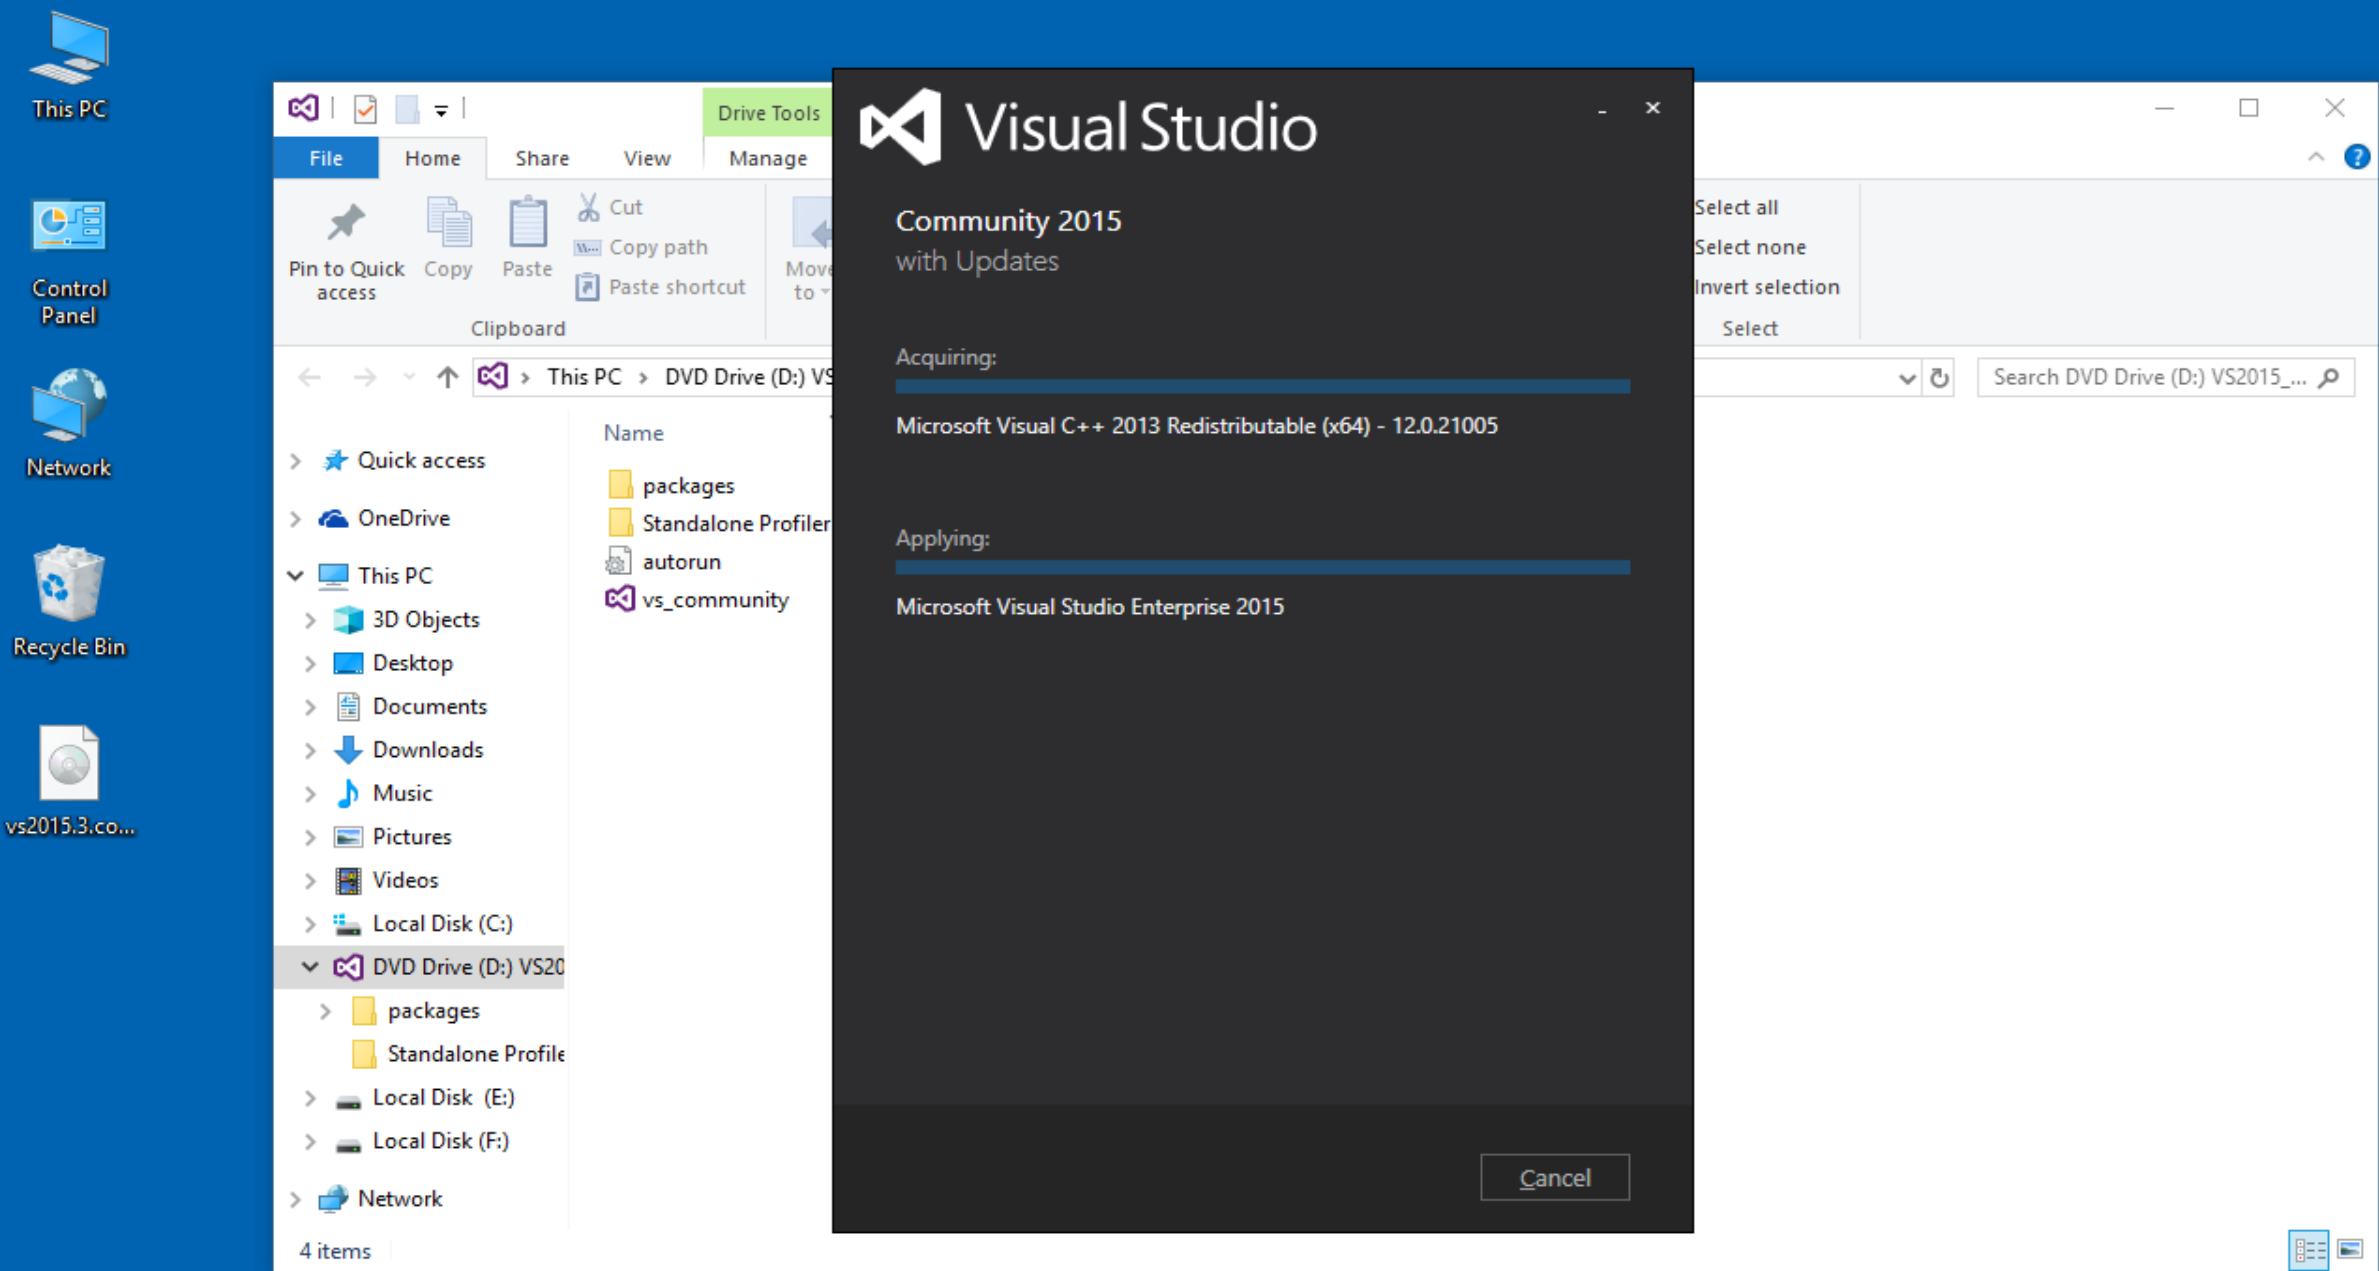 This PC
Control
Panel
Network
Recycle Bin
vs2015.3.co...
Drive Tools
File
Home
Share
View
Manage
Pin to Quick
access
Copy
Paste
Cut
Copy path
Paste shortcut
Move
to
Clipboard
Select all
Select none
Invert selection
Select
This PC > DVD Drive (D:) VS
Search DVD Drive (D:) VS2015_...
Quick access
OneDrive
This PC
3D Objects
Desktop
Documents
Downloads
Music
Pictures
Videos
Local Disk (C:)
DVD Drive (D:) VS20
packages
Standalone Profile
Local Disk (E:)
Local Disk (F:)
Network
4 items
Name
packages
Standalone Profiler
autorun
vs_community
Visual Studio
Community 2015
with Updates
Acquiring:
Microsoft Visual C++ 2013 Redistributable (x64) - 12.0.21005
Applying:
Microsoft Visual Studio Enterprise 2015
Cancel